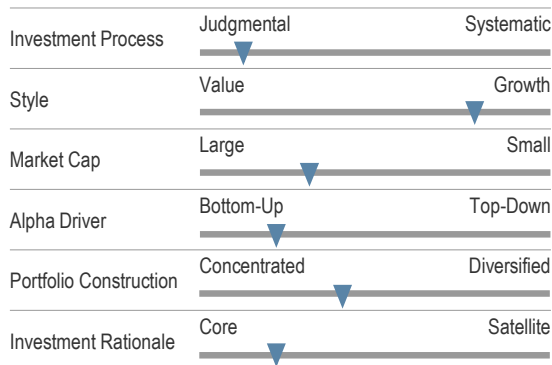 Judgmental Systematic
Investment Process
Value Growth
Style
Large Small
Market Cap
Bottom-Up Top-Down
Alpha Driver
Concentrated Diversified
Portfolio Construction
Core Satellite
Investment Rationale